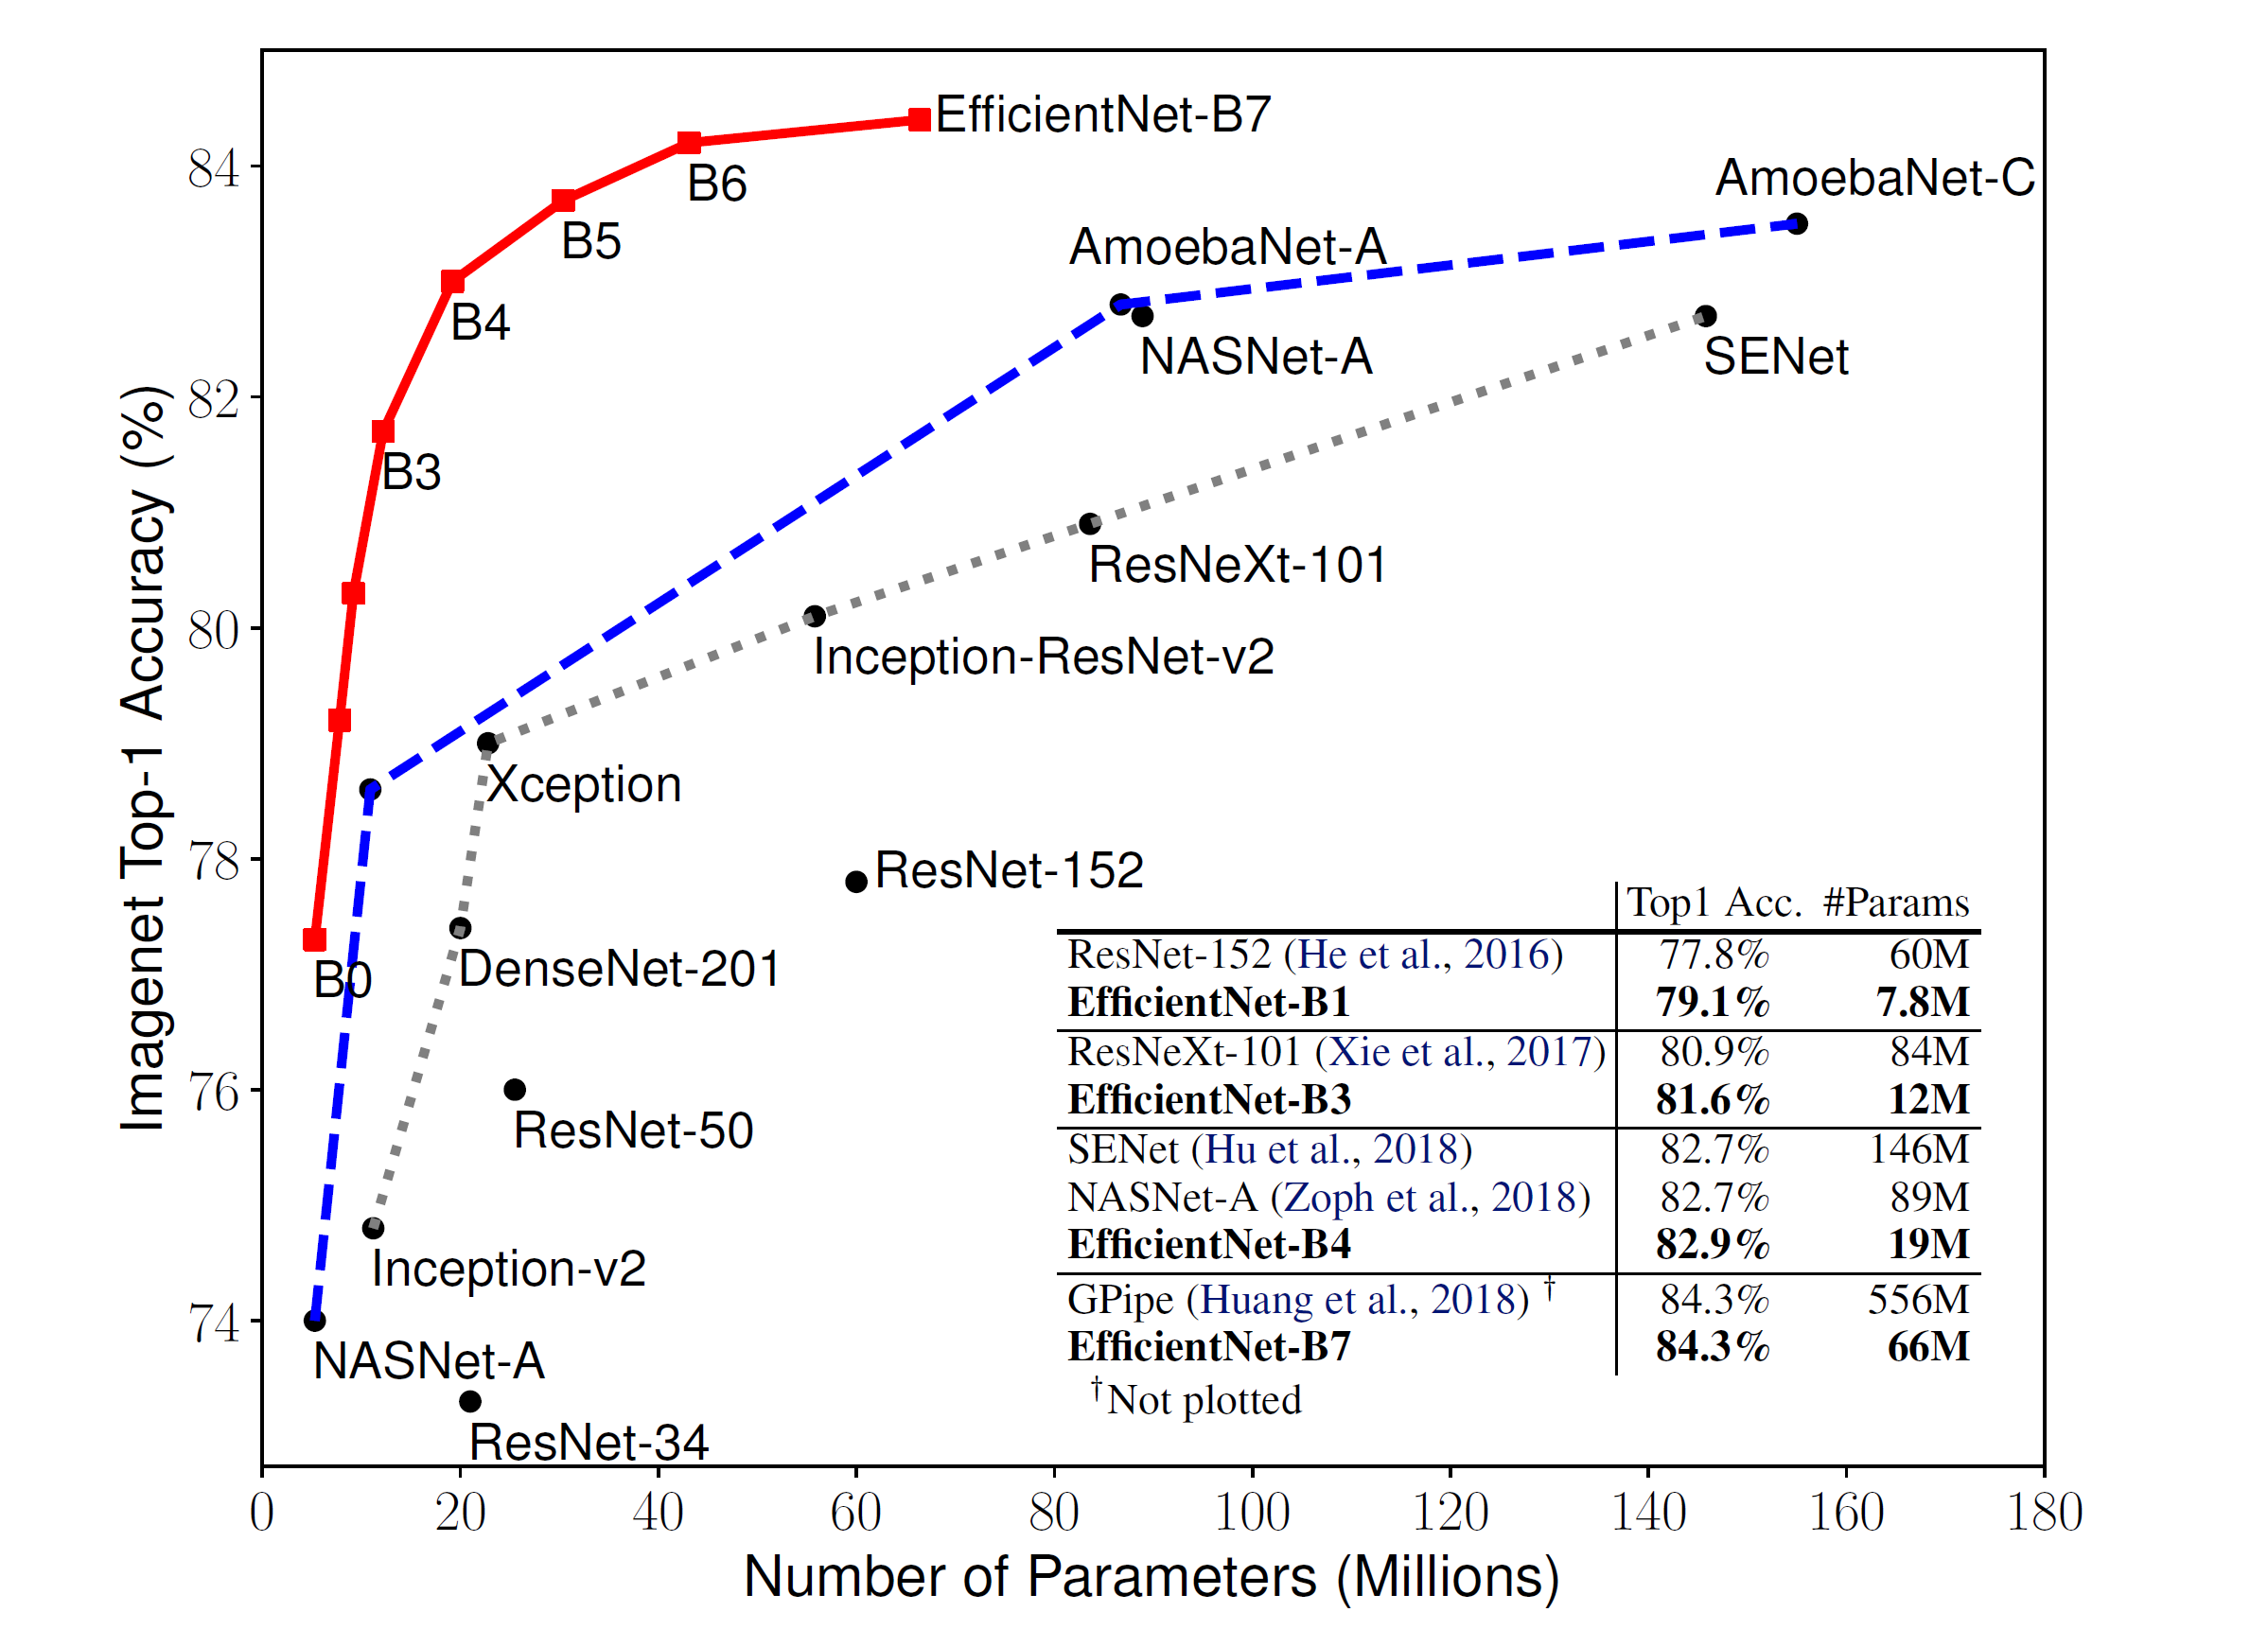 EfficientNet-B7
84
AmoebaNet-C
B6
B5
AmoebaNet-A
B4
NASNet-A
SENet
82
B3
ResNeXt-101
80
Inception-ResNet-v2
Xception
78
ResNet-152
DenseNet-201
B0
76
ResNet-50
Inception-v2
74
NASNet-A
ResNet-34
Imagenet Top-1 Accuracy (%)
Top1 Acc. #Params
ResNet-152 (He et al., 2016) 77.8% 60M
EfficientNet-B1 79.1% 7.8M
ResNeXt-101 (Xie et al., 2017) 80.9% 84M
EfficientNet-B3 81.6% 12M
SENet (Hu et al., 2018) 82.7% 146M
NASNet-A (Zoph et al., 2018) 82.7% 89M
EfficientNet-B4 82.9% 19M
GPipe (Huang et al., 2018) † 84.3% 556M
EfficientNet-B7 84.3% 66M
†Not plotted
0 20 40 60 80 100 120 140 160 180
Number of Parameters (Millions)